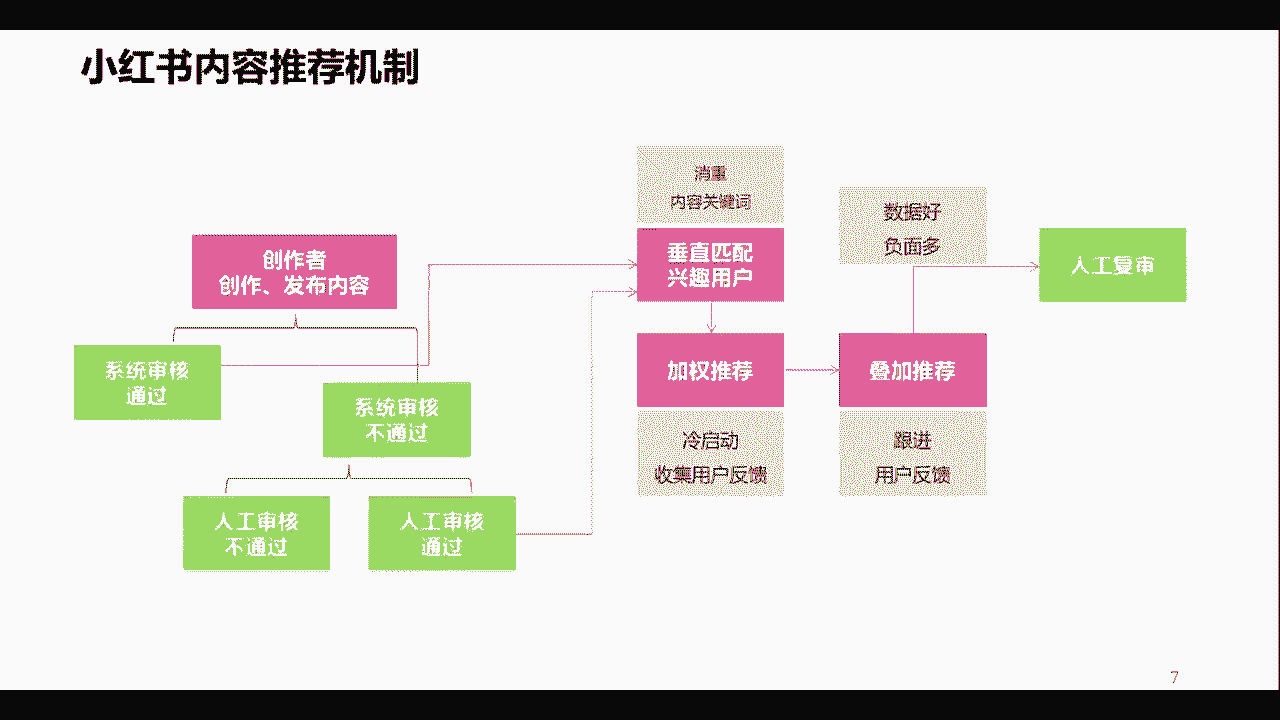 小红书内容推荐机制
创作者
创作、发布内容
系统审核
通过
系统审核
不通过
人工审核
不通过
人工审核
通过
消重
内容关键词
垂直匹配
兴趣用户
加权推荐
冷启动
收集用户反馈
数据好
负面多
叠加推荐
跟进
用户反馈
人工复审
7